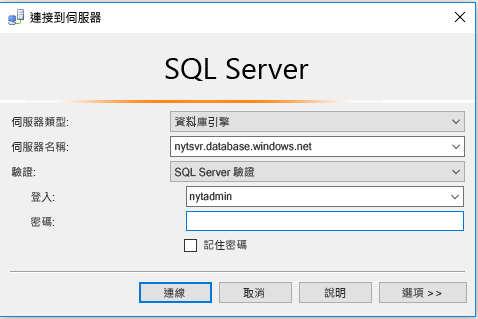 連接到伺服器
SQL Server
伺服器類型: 資料庫引擎
伺服器名稱: nytsvr.database.windows.net
驗證: SQL Server 驗證
登入: nytadmin
密碼:
記住密碼
連線 取消 說明 選項 >>